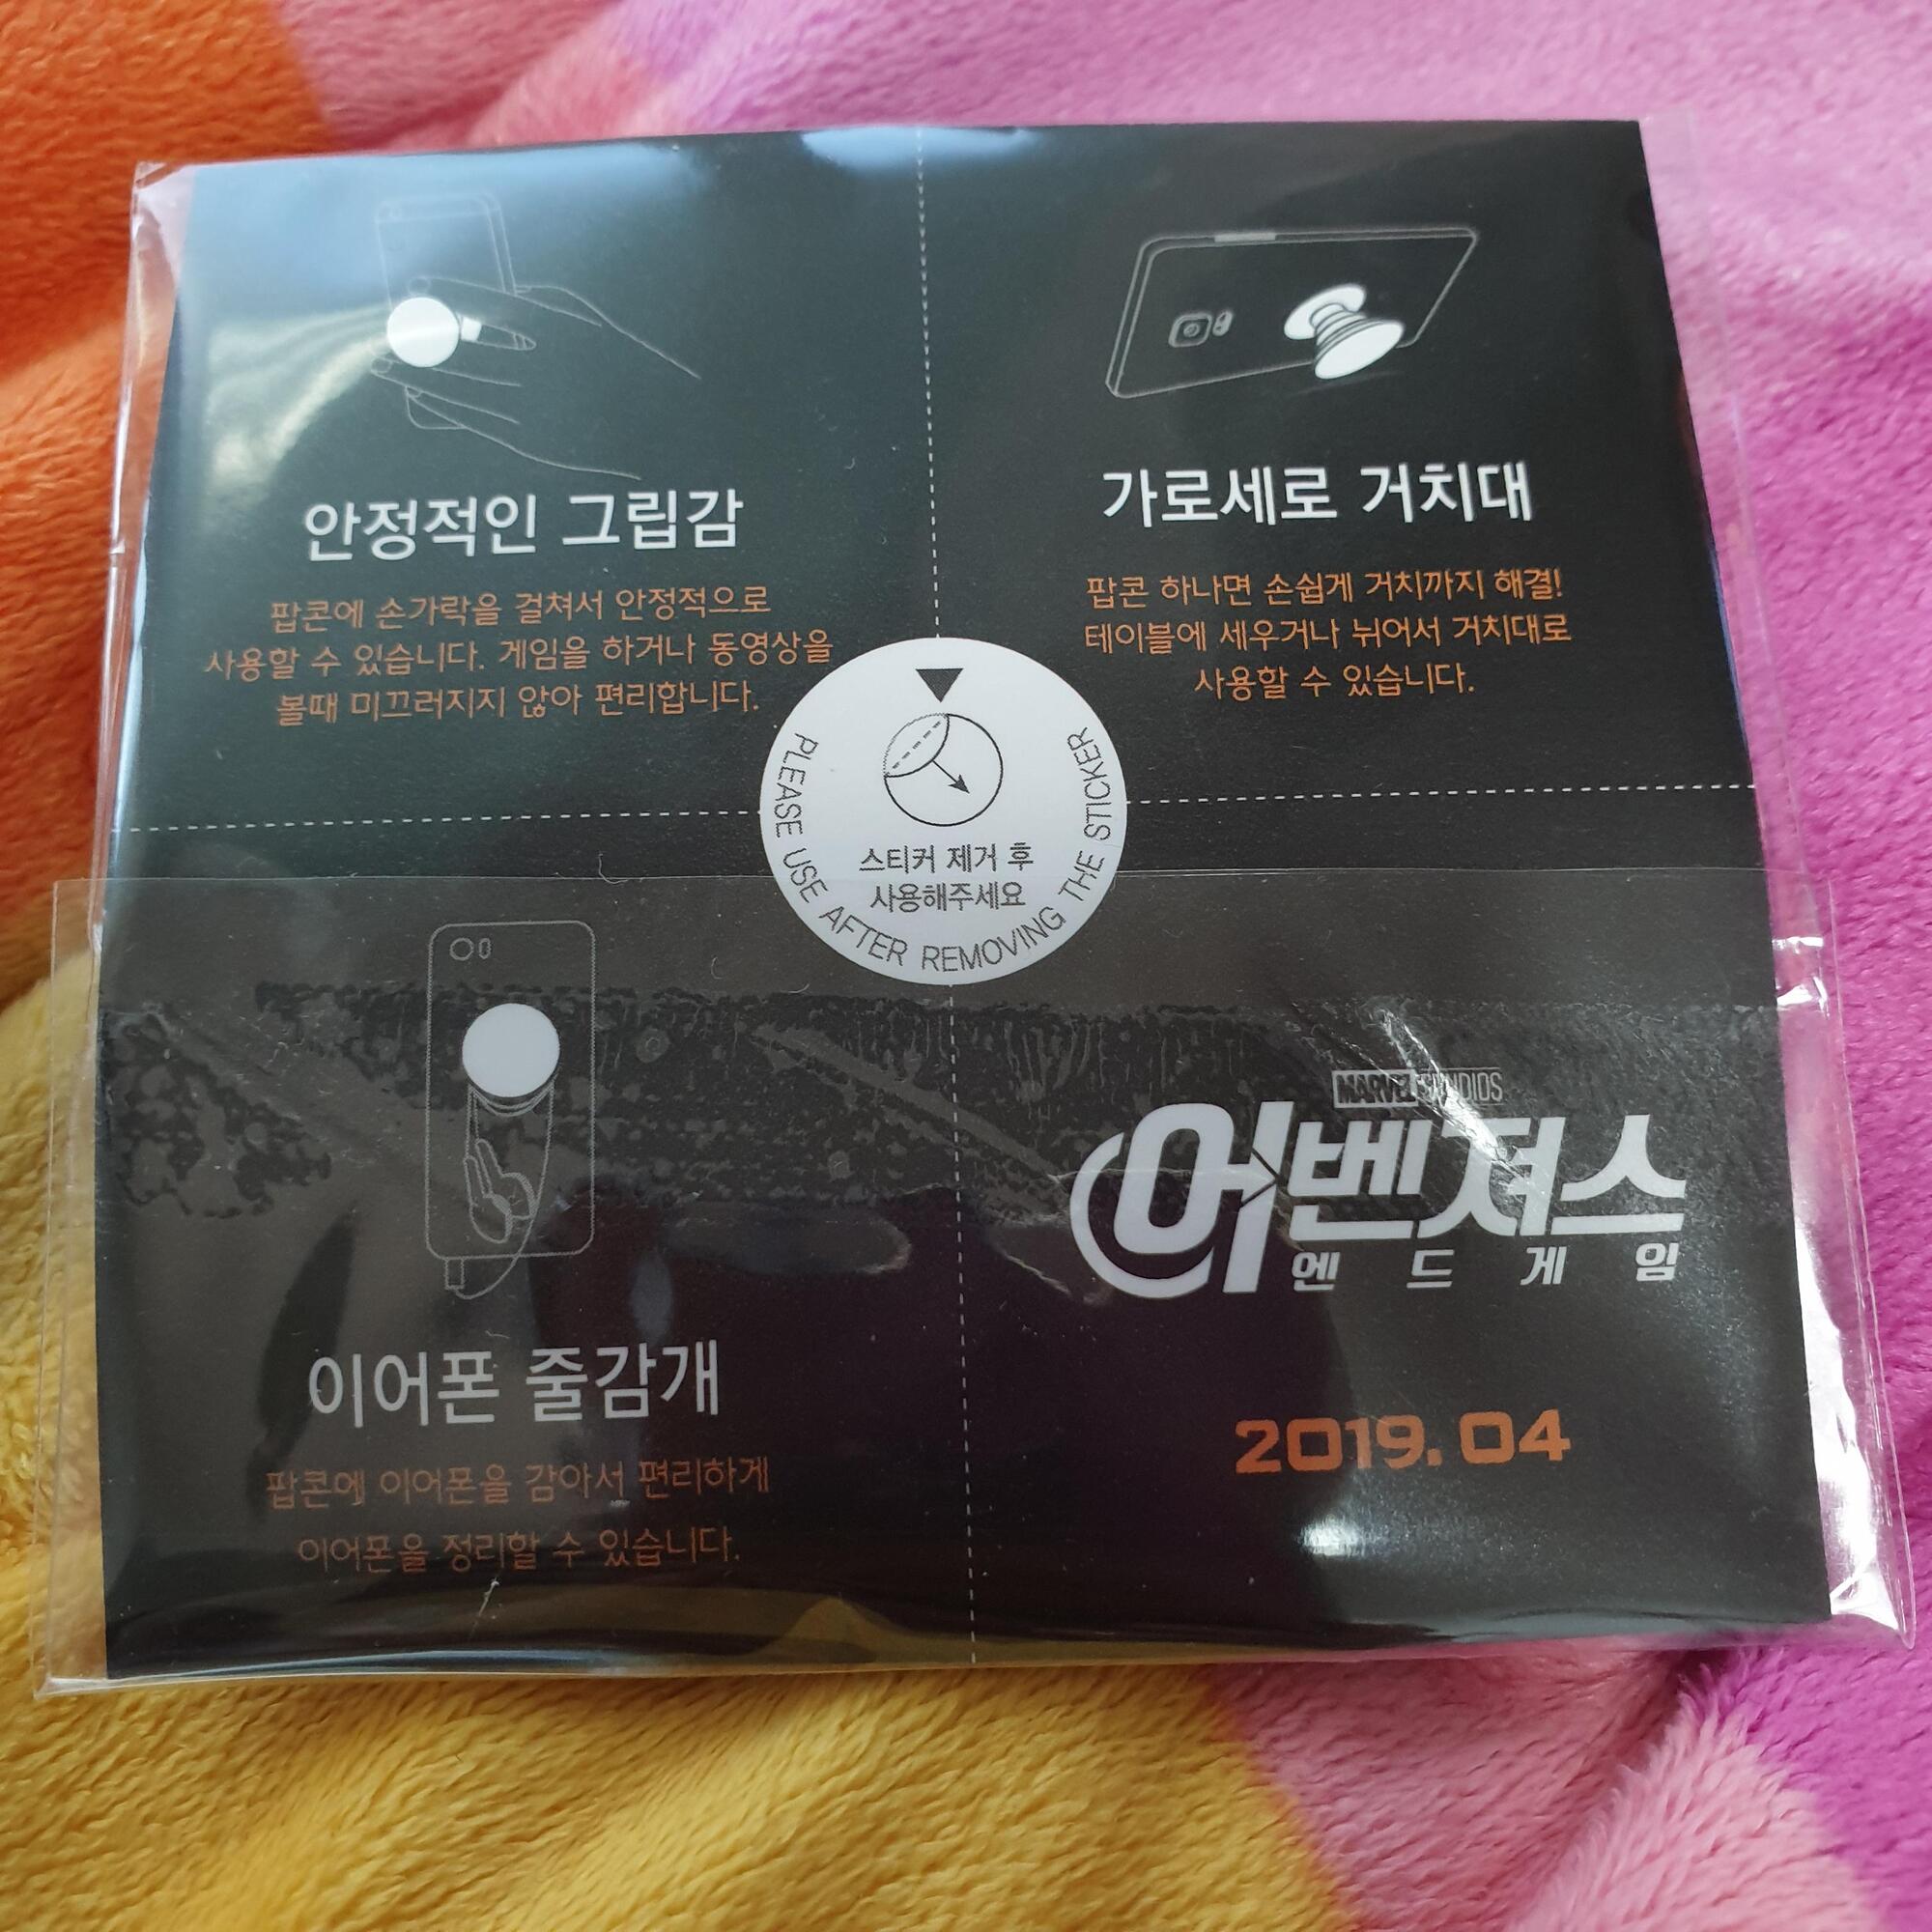 안정적인 그립감
팝콘에 손가락을 걸쳐서 안정적으로
사용할 수 있습니다. 게임을 하거나 동영상을
볼때 미끄러지지 않아 편리합니다.
가로세로 거치대
팝콘 하나면 손쉽게 거치까지 해결!
테이블에 세우거나 뉘어서 거치대로
사용할 수 있습니다.
스티커 제거 후
사용해주세요
PLEASE USE AFTER REMOVING THE STICKER
이어폰 줄감개
팝콘에 이어폰을 감아서 편리하게
이어폰을 정리할 수 있습니다.
MARVEL STUDIOS
어벤져스
엔드게임
2019.04